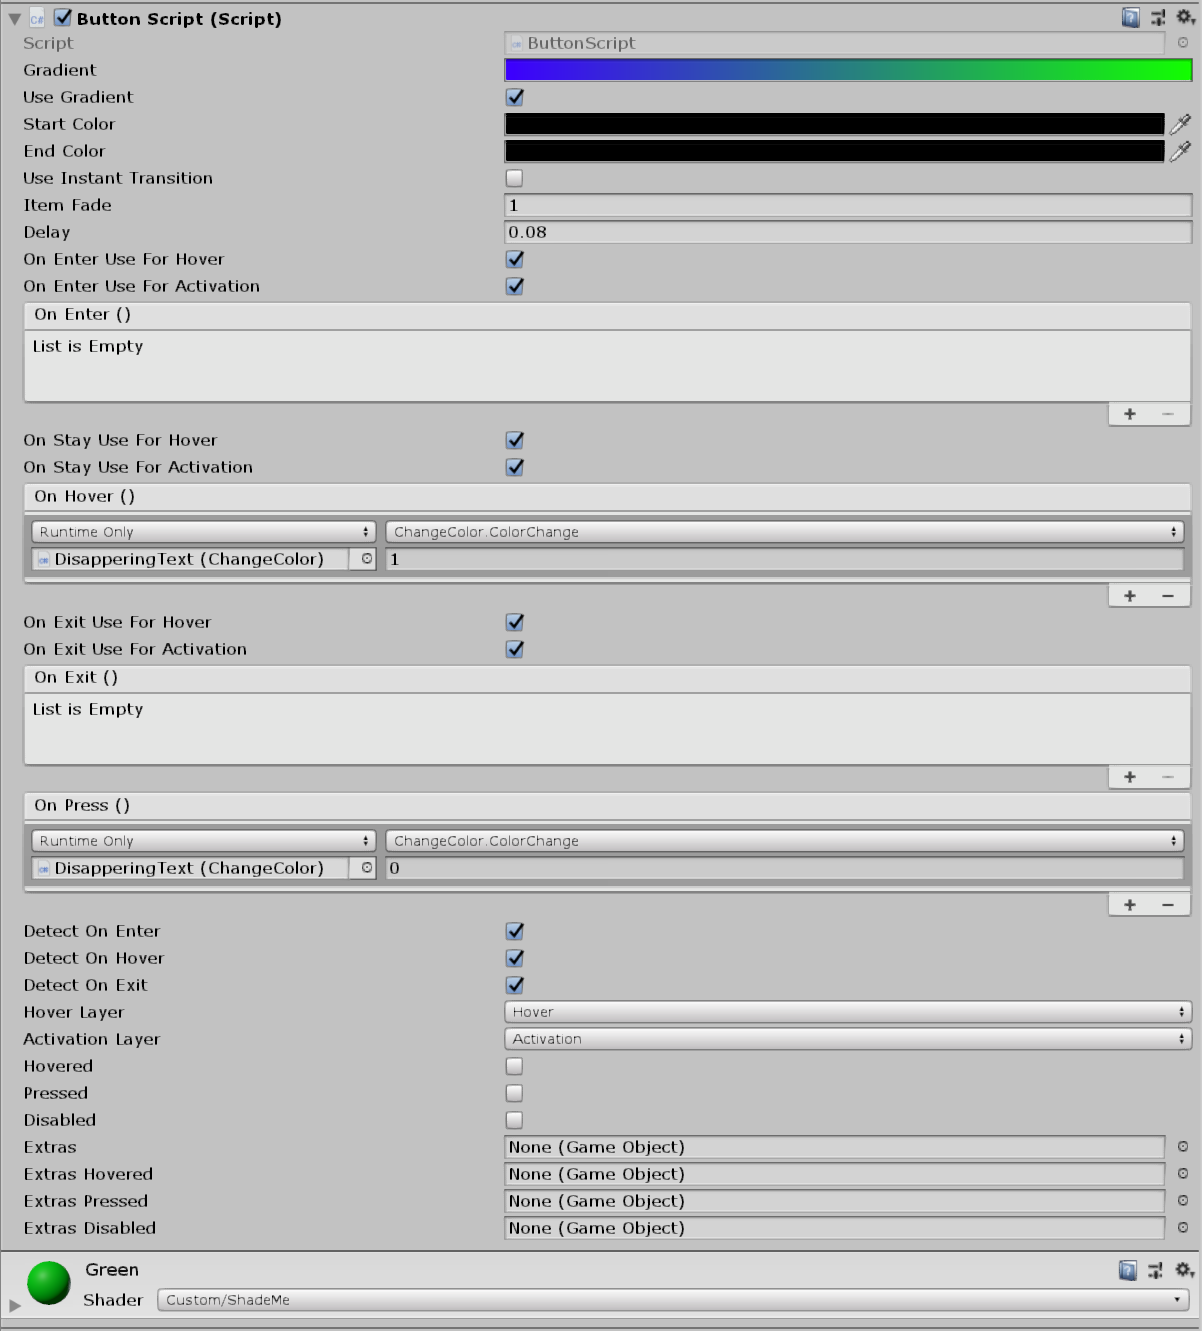 Button Script (Script)
Script ButtonScript
Gradient
Use Gradient
Start Color
End Color
Use Instant Transition
Item Fade 1
Delay 0.08
On Enter Use For Hover
On Enter Use For Activation
On Enter ()
List is Empty
+ −
On Stay Use For Hover
On Stay Use For Activation
On Hover ()
Runtime Only ChangeColor.ColorChange
DisapperingText (ChangeColor) 1
+ −
On Exit Use For Hover
On Exit Use For Activation
On Exit ()
List is Empty
+ −
On Press ()
Runtime Only ChangeColor.ColorChange
DisapperingText (ChangeColor) 0
+ −
Detect On Enter
Detect On Hover
Detect On Exit
Hover Layer Hover
Activation Layer Activation
Hovered
Pressed
Disabled
Extras None (Game Object)
Extras Hovered None (Game Object)
Extras Pressed None (Game Object)
Extras Disabled None (Game Object)
Green
Shader Custom/ShadeMe